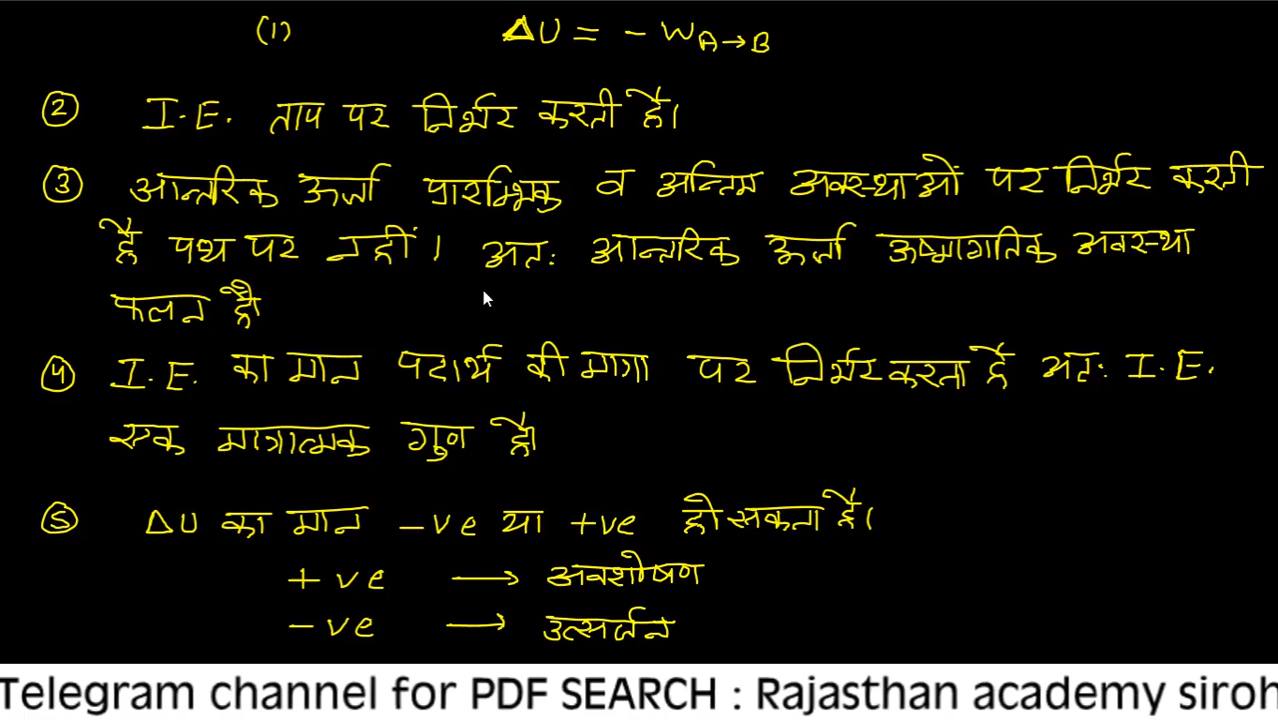 (1) ΔU = - W A→B
② I.E. ताप पर निर्भर करती है।
③ आन्तरिक ऊर्जा प्रारम्भिक व अन्तिम अवस्थाओं पर निर्भर करती
है पथ पर नहीं। अतः आन्तरिक ऊर्जा ऊष्मागतिक अवस्था
फलन है।
④ I.E. का मान पदार्थ की मात्रा पर निर्भर करता है अतः I.E.
एक मात्रात्मक गुण है।
⑤ ΔU का मान -ve या +ve हो सकता है।
+ve → अवशोषण
-ve → उत्सर्जन
Telegram channel for PDF SEARCH : Rajasthan academy siroh